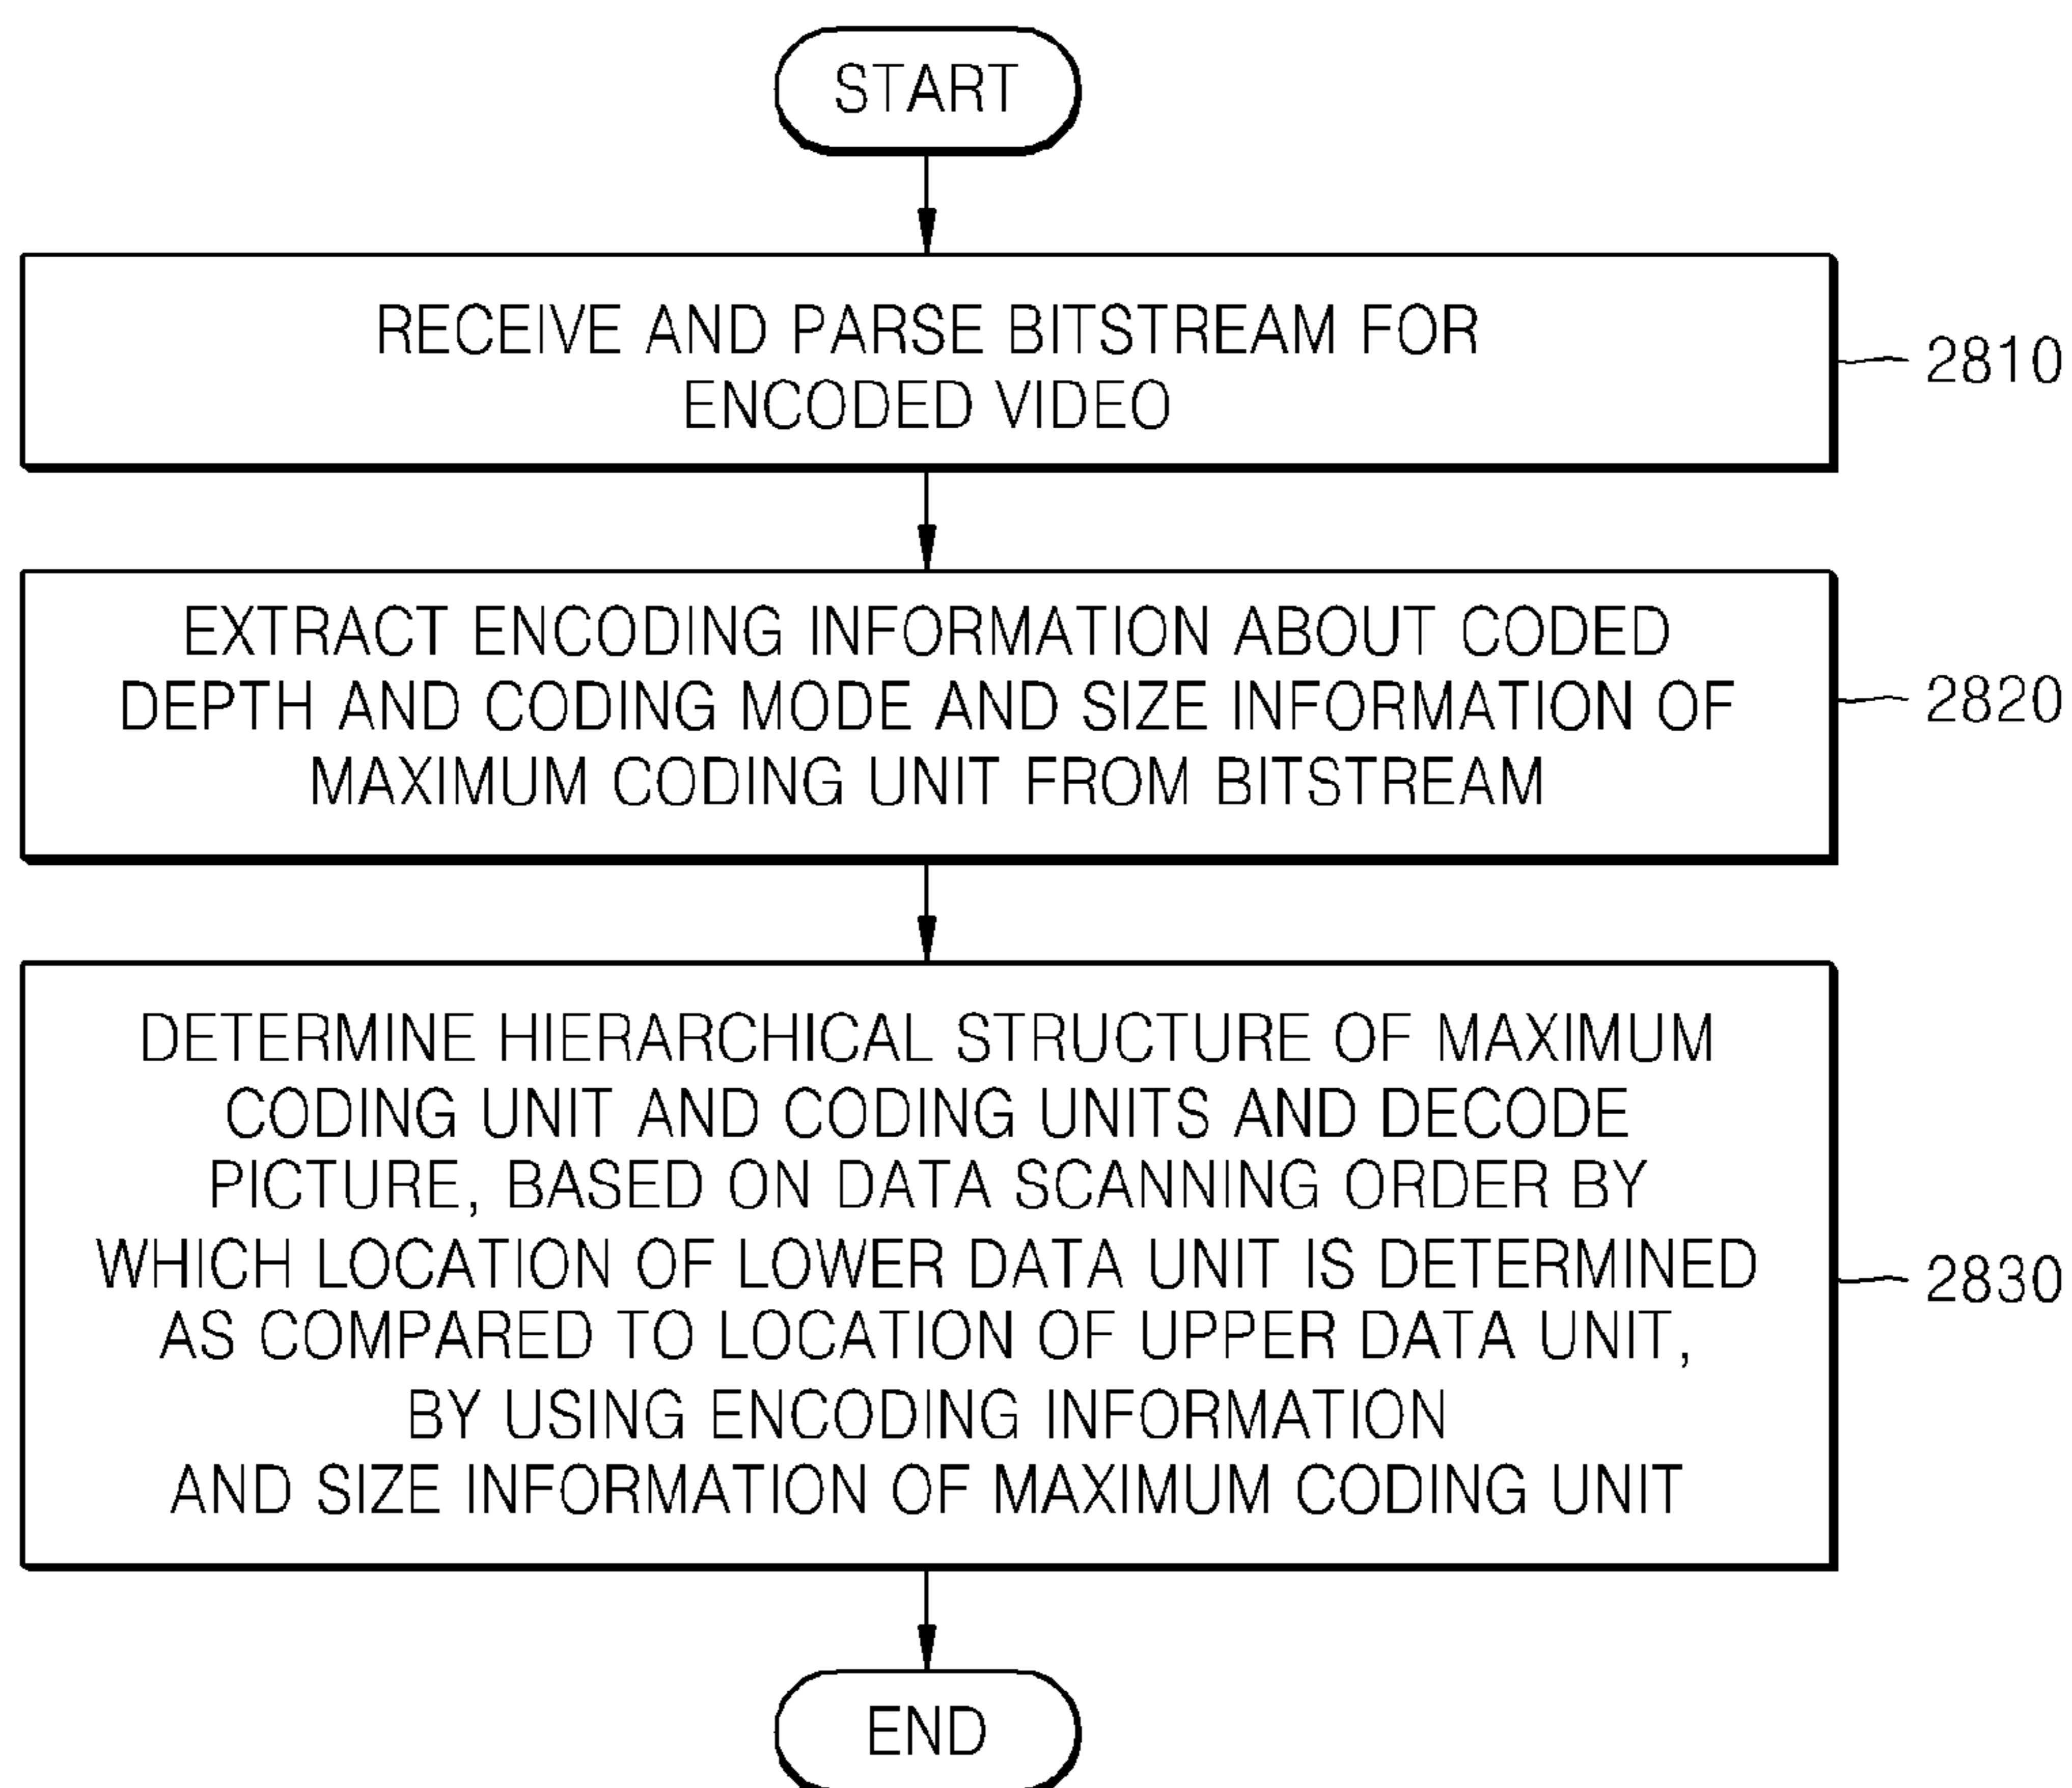 START
RECEIVE AND PARSE BITSTREAM FOR
ENCODED VIDEO
2810
EXTRACT ENCODING INFORMATION ABOUT CODED
DEPTH AND CODING MODE AND SIZE INFORMATION OF
MAXIMUM CODING UNIT FROM BITSTREAM
2820
DETERMINE HIERARCHICAL STRUCTURE OF MAXIMUM
CODING UNIT AND CODING UNITS AND DECODE
PICTURE, BASED ON DATA SCANNING ORDER BY
WHICH LOCATION OF LOWER DATA UNIT IS DETERMINED
AS COMPARED TO LOCATION OF UPPER DATA UNIT,
BY USING ENCODING INFORMATION
AND SIZE INFORMATION OF MAXIMUM CODING UNIT
2830
END